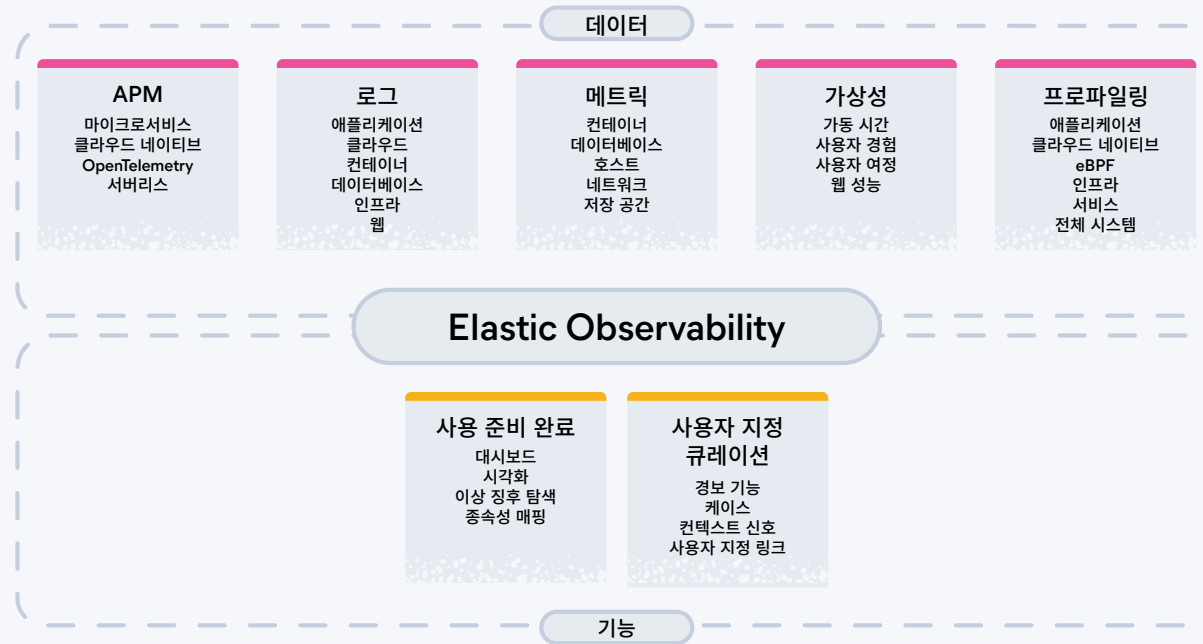 데이터
APM
마이크로서비스
클라우드 네이티브
OpenTelemetry
서버리스
로그
애플리케이션
클라우드
컨테이너
데이터베이스
인프라
웹
메트릭
컨테이너
데이터베이스
호스트
네트워크
저장 공간
가상성
가동 시간
사용자 경험
사용자 여정
웹 성능
프로파일링
애플리케이션
클라우드 네이티브
eBPF
인프라
서비스
전체 시스템
Elastic Observability
사용 준비 완료
대시보드
시각화
이상 징후 탐색
종속성 매핑
사용자 지정
큐레이션
경보 기능
케이스
컨텍스트 신호
사용자 지정 링크
기능